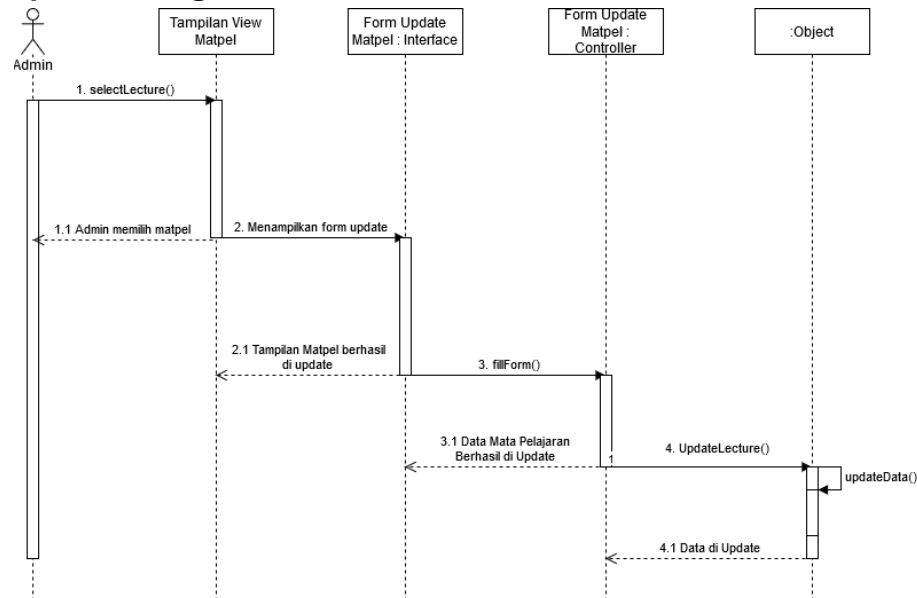 Tampilan View
Matpel
Form Update
Matpel : Interface
Form Update
Matpel :
Controller
:Object
Admin
1. selectLecture()
1.1 Admin memilih matpel
2. Menampilkan form update
2.1 Tampilan Matpel berhasil
di update
3. fillForm()
3.1 Data Mata Pelajaran
Berhasil di Update
1
4. UpdateLecture()
updateData()
4.1 Data di Update